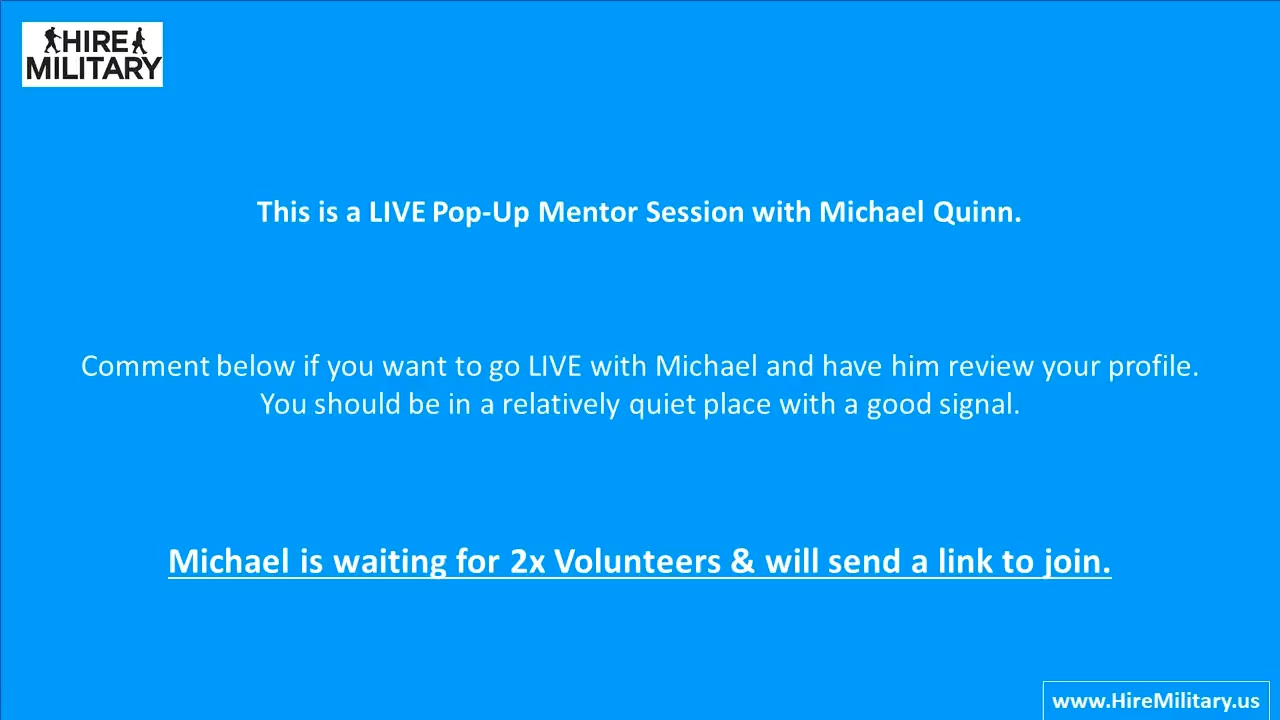 HIRE
MILITARY
This is a LIVE Pop-Up Mentor Session with Michael Quinn.
Comment below if you want to go LIVE with Michael and have him review your profile.
You should be in a relatively quiet place with a good signal.
Michael is waiting for 2x Volunteers & will send a link to join.
www.HireMilitary.us